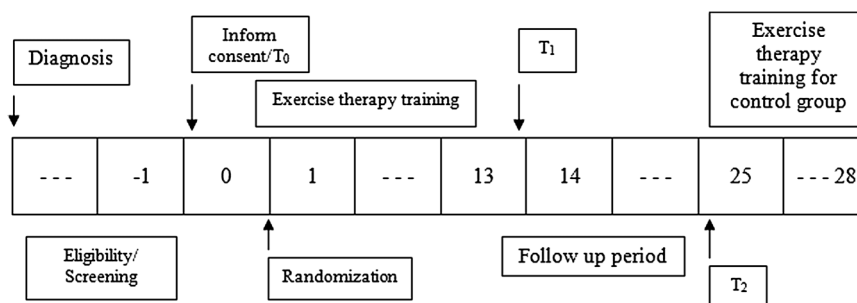 Diagnosis
Inform
consent/T0
Exercise therapy training
T1
Exercise
therapy
training for
control group
- - -
-1
0
1
- - -
13
14
- - -
25
- - - 28
Eligibility/
Screening
Randomization
Follow up period
T2